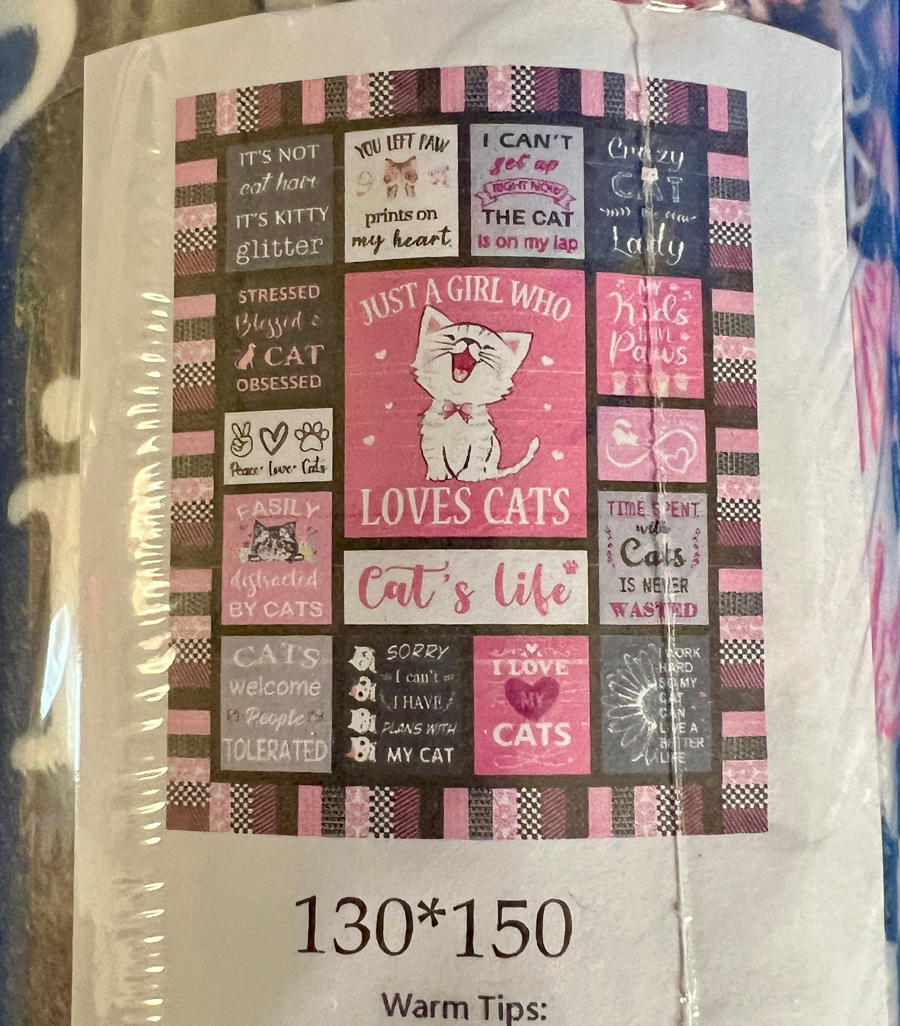 IT'S NOT
cat hair
IT'S KITTY
glitter
YOU LEFT PAW
prints on
my heart.
I CAN'T
get up
RIGHT NOW
THE CAT
is on my lap
Crazy
CAT
Lady
STRESSED
Blessed &
CAT
OBSESSED
JUST A GIRL WHO
LOVES CATS
MY
Kids
HAVE
Paws
Peace • Love • Cats
EASILY
distracted
BY CATS
Cat's life
TIME SPENT
with
Cats
IS NEVER
WASTED
CATS
welcome
People
TOLERATED
SORRY
I can't
I HAVE
PLANS WITH
MY CAT
I LOVE
MY
CATS
I WORK
HARD
SO MY
CAT
CAN
LIVE A
BETTER
LIFE
130*150
Warm Tips: